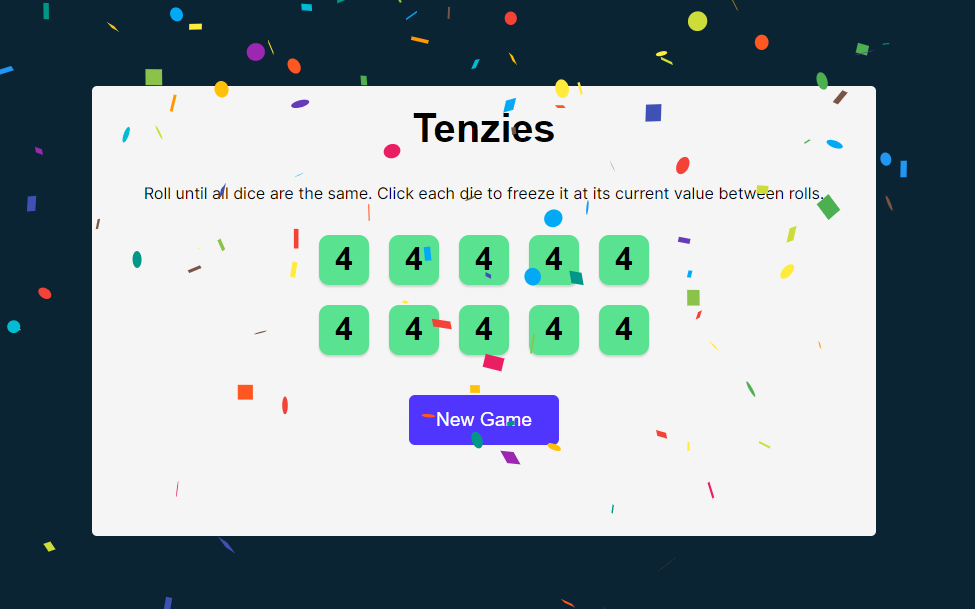 Tenzies
Roll until all dice are the same. Click each die to freeze it at its current value between rolls.
4 4 4 4 4
4 4 4 4 4
New Game